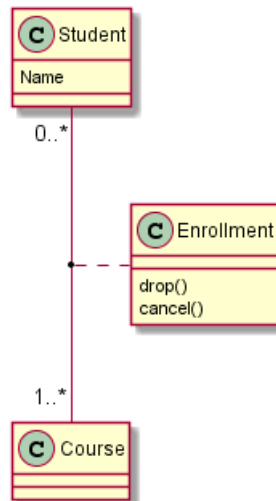 C Student
Name
0..*
C Enrollment
drop()
cancel()
1..*
C Course